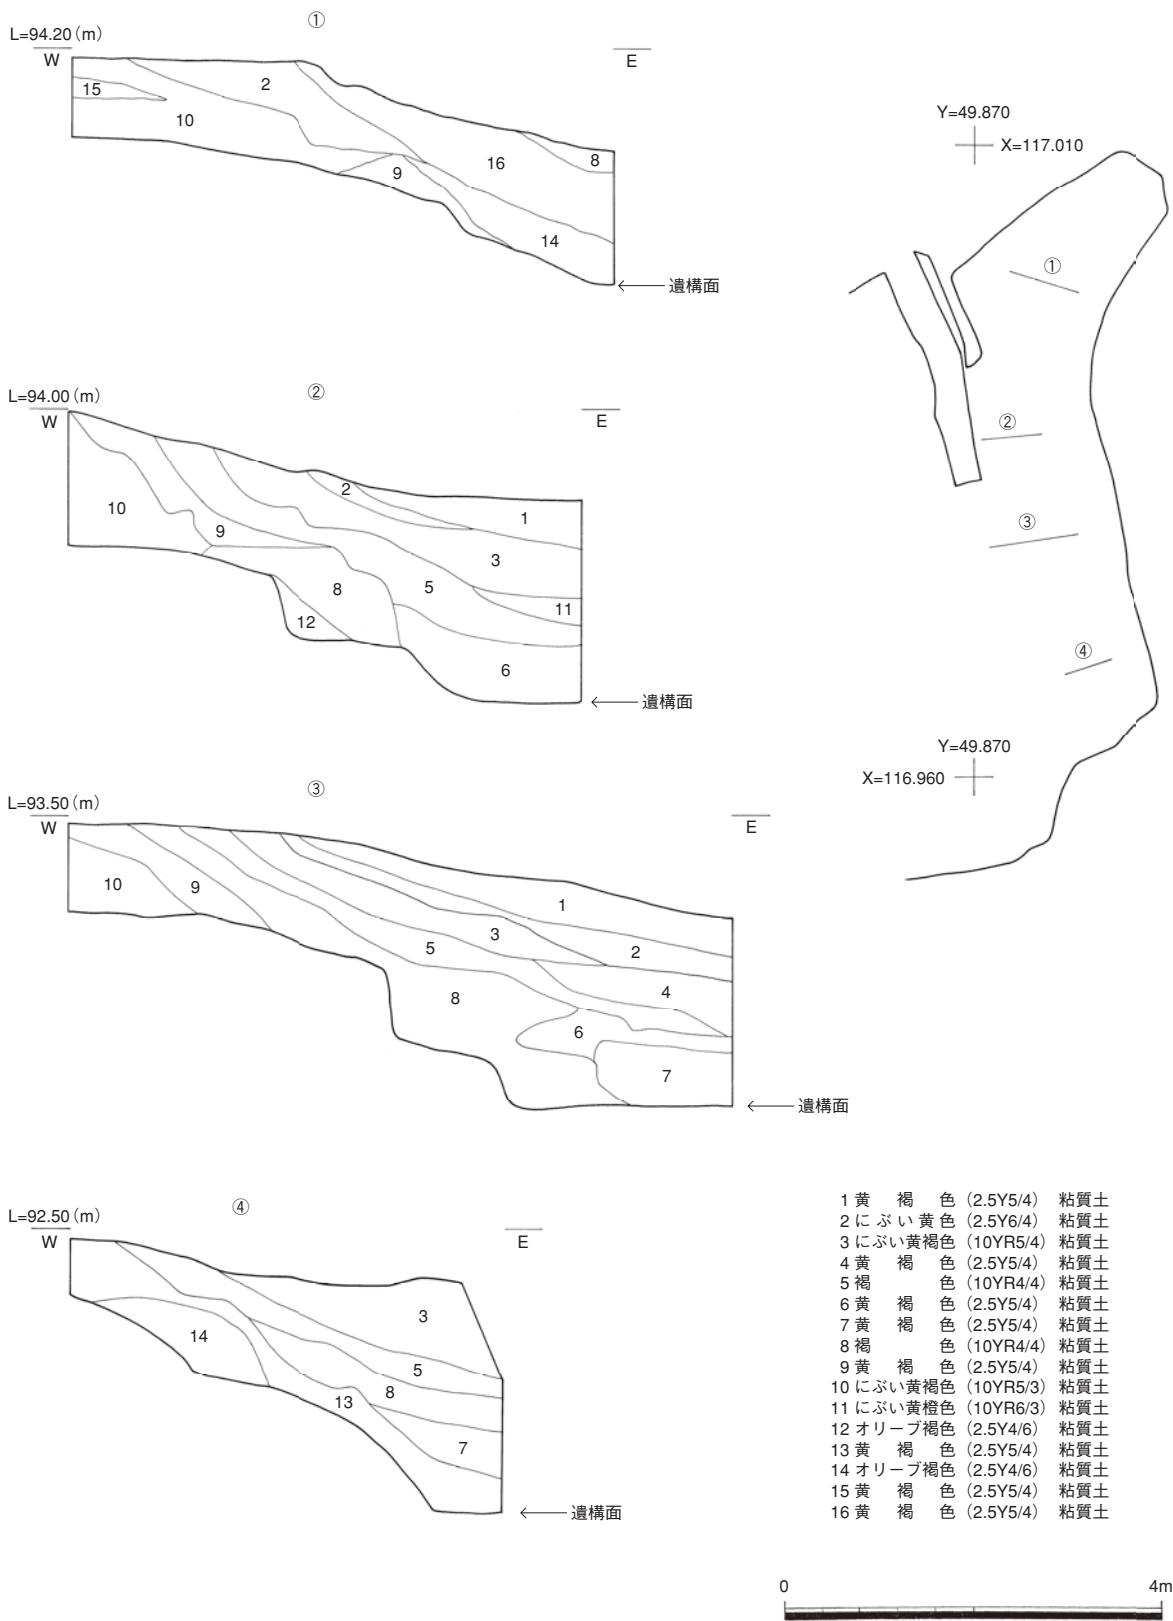 ①
L=94.20(m)
W
E
2
15
10
16
8
9
14
遺構面
②
L=94.00(m)
W
E
2
10
1
9
3
8
5
11
12
6
遺構面
③
L=93.50(m)
W
E
10
9
1
3
5
2
8
4
6
7
遺構面
④
L=92.50(m)
W
E
3
14
5
8
13
7
遺構面
Y=49.870
X=117.010
①
②
③
④
Y=49.870
X=116.960
1 黄褐色(2.5Y5/4) 粘質土
2 にぶい黄色(2.5Y6/4) 粘質土
3 にぶい黄褐色(10YR5/4) 粘質土
4 黄褐色(2.5Y5/4) 粘質土
5 褐色(10YR4/4) 粘質土
6 黄褐色(2.5Y5/4) 粘質土
7 黄褐色(2.5Y5/4) 粘質土
8 褐色(10YR4/4) 粘質土
9 黄褐色(2.5Y5/4) 粘質土
10 にぶい黄褐色(10YR5/3) 粘質土
11 にぶい黄橙色(10YR6/3) 粘質土
12 オリーブ褐色(2.5Y4/6) 粘質土
13 黄褐色(2.5Y5/4) 粘質土
14 オリーブ褐色(2.5Y4/6) 粘質土
15 黄褐色(2.5Y5/4) 粘質土
16 黄褐色(2.5Y5/4) 粘質土
0 4m